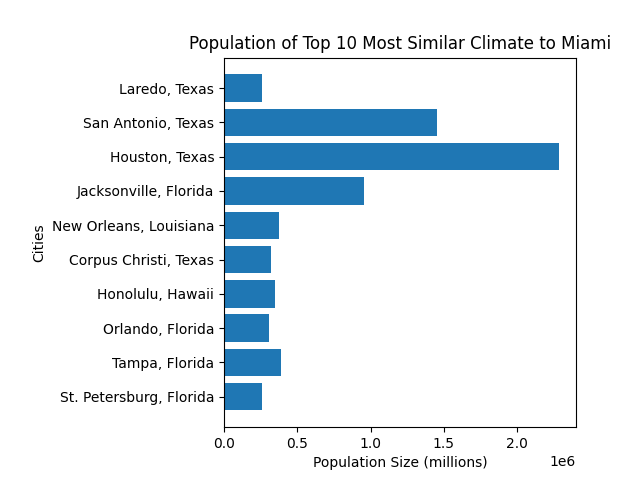 Population of Top 10 Most Similar Climate to Miami
Laredo, Texas
San Antonio, Texas
Houston, Texas
Jacksonville, Florida
New Orleans, Louisiana
Corpus Christi, Texas
Honolulu, Hawaii
Orlando, Florida
Tampa, Florida
St. Petersburg, Florida
Cities
0.0 0.5 1.0 1.5 2.0
Population Size (millions)
1e6